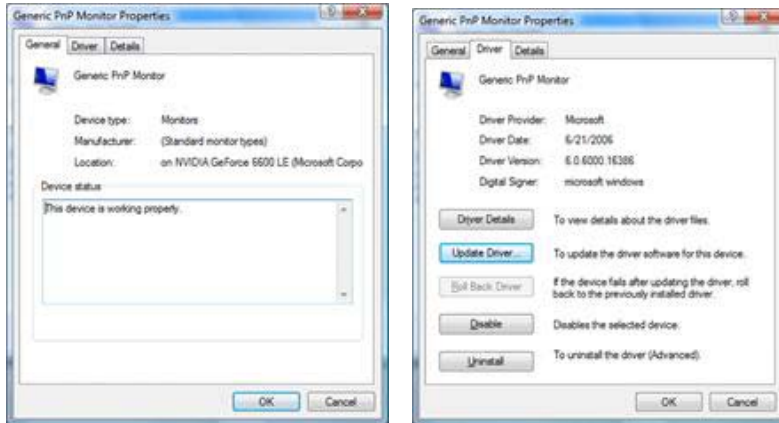 Generic PnP Monitor Properties
General Driver Details
Generic PnP Monitor
Device type: Monitors
Manufacturer: (Standard monitor types)
Location: on NVIDIA GeForce 6600 LE (Microsoft Corpo
Device status
This device is working properly.
OK Cancel
Generic PnP Monitor Properties
General Driver Details
Generic PnP Monitor
Driver Provider: Microsoft
Driver Date: 6/21/2006
Driver Version: 6.0.6000.16386
Digital Signer: microsoft windows
Driver Details To view details about the driver files.
Update Driver... To update the driver software for this device.
Roll Back Driver If the device fails after updating the driver, roll
back to the previously installed driver.
Disable Disables the selected device.
Uninstall To uninstall the driver (Advanced).
OK Cancel